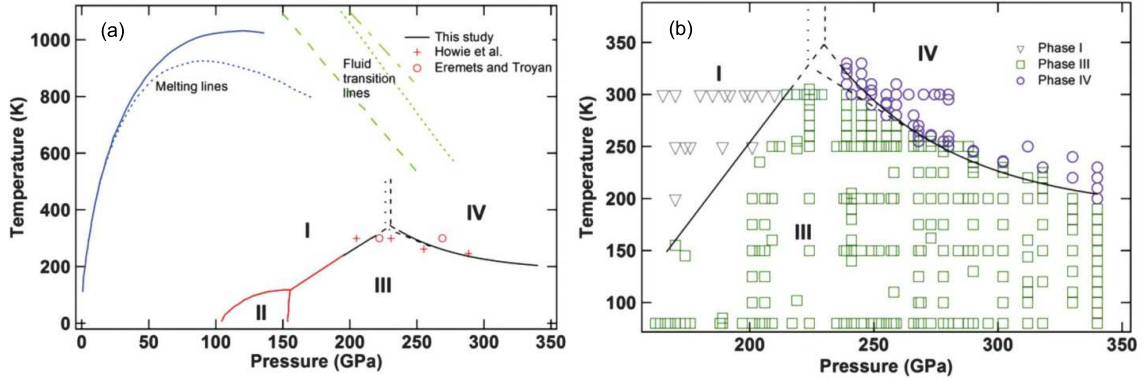 (a)
This study
Howie et al.
Eremets and Troyan
Fluid
transition
lines
Melting lines
I
II
III
IV
Temperature (K)
1000
800
600
400
200
0
0 50 100 150 200 250 300 350
Pressure (GPa)
(b)
Phase I
Phase III
Phase IV
I
III
IV
Temperature (K)
350
300
250
200
150
100
200 250 300 350
Pressure (GPa)